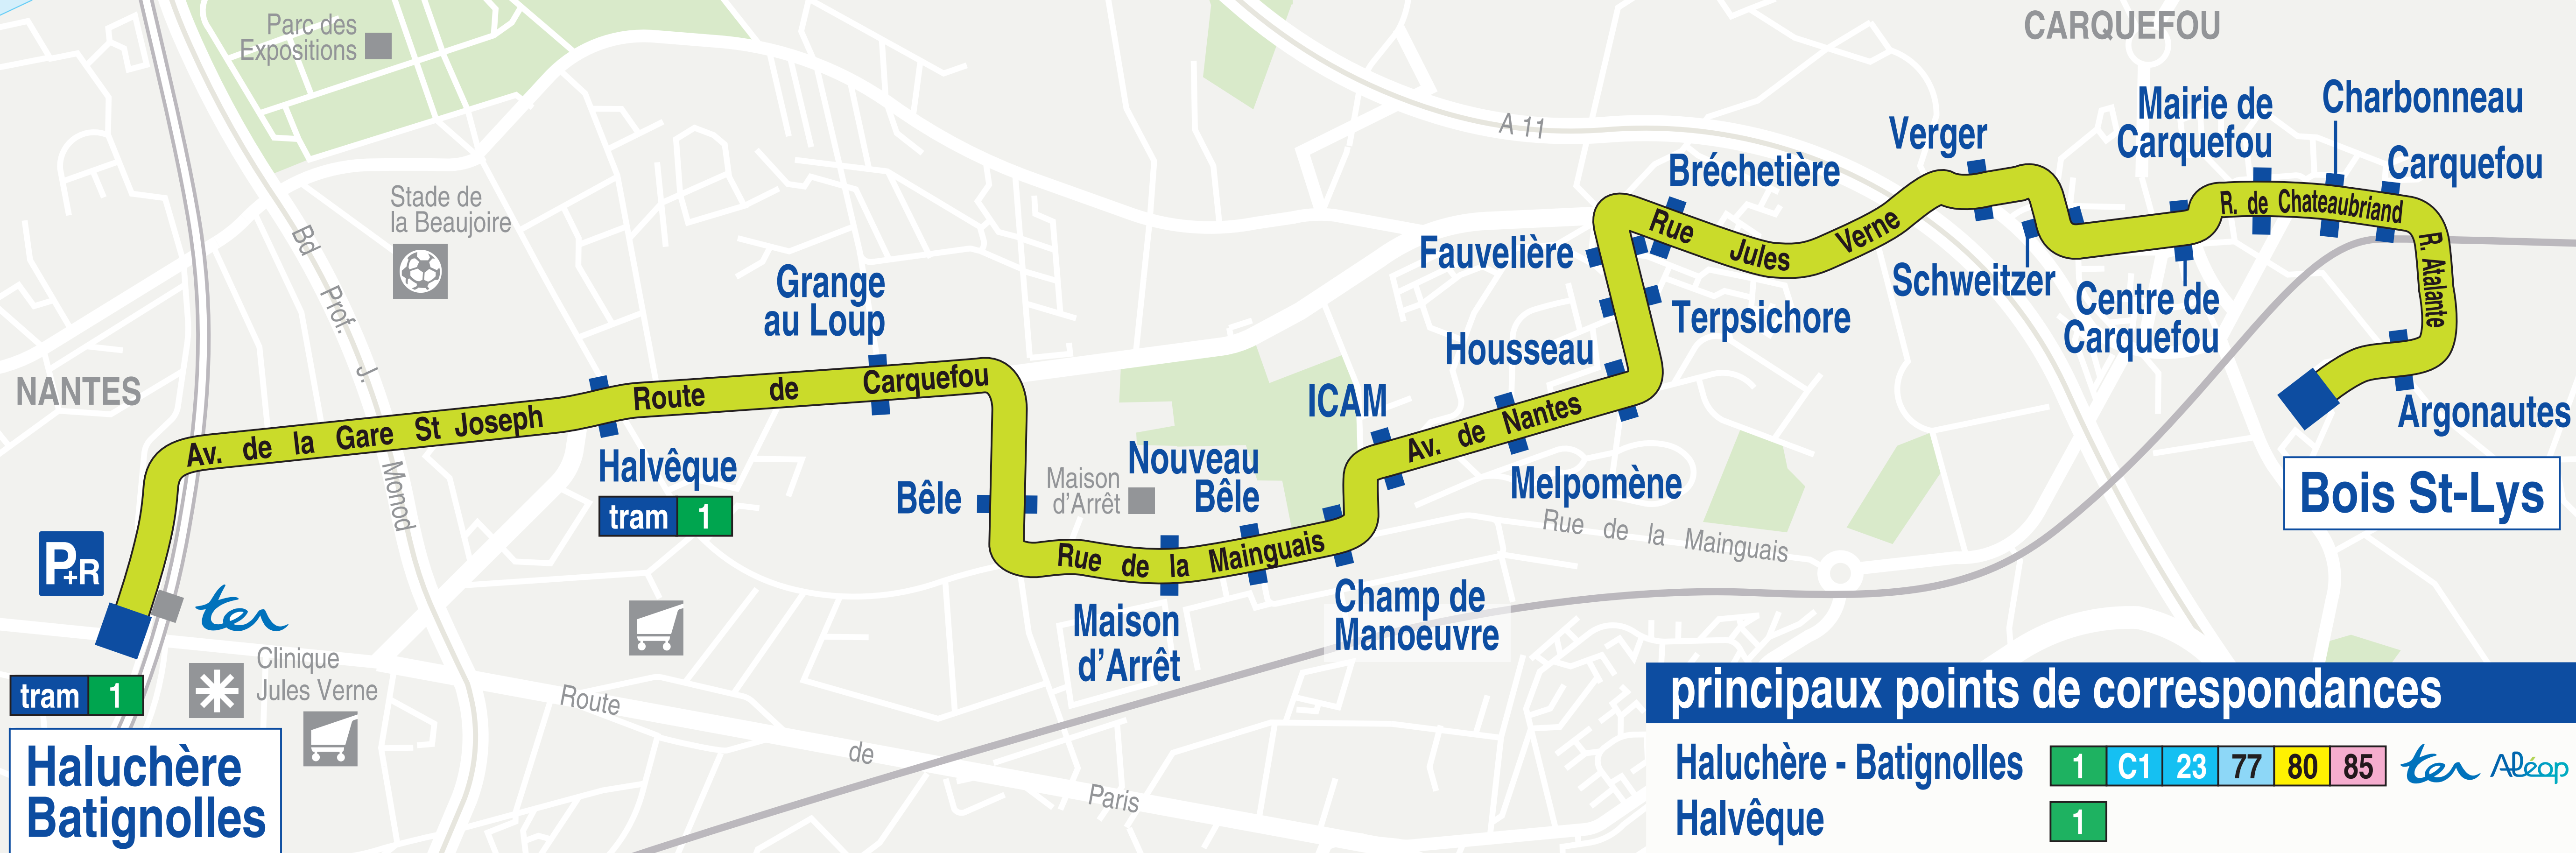 Parc des
Expositions
CARQUEFOU
A 11
Mairie de
Carquefou
Charbonneau
Carquefou
Verger
Bréchetière
Stade de
la Beaujoire
Bd Prof. J. Monod
Fauvelière
Rue Jules Verne
R. de Chateaubriand
R. Atalante
Schweitzer
Centre de
Carquefou
Grange
au Loup
Terpsichore
Housseau
NANTES
Route de Carquefou
Av. de la Gare St Joseph
ICAM
Av. de Nantes
Argonautes
Halvêque
tram 1
Bêle
Maison
d'Arrêt
Nouveau
Bêle
Melpomène
Bois St-Lys
Rue de la Mainguais
Rue de la Mainguais
P+R
ter
Maison
d'Arrêt
Champ de
Manoeuvre
Clinique
Jules Verne
tram 1
Route de Paris
Haluchère
Batignolles
principaux points de correspondances
Haluchère - Batignolles 1 C1 23 77 80 85 ter Aléop
Halvêque 1